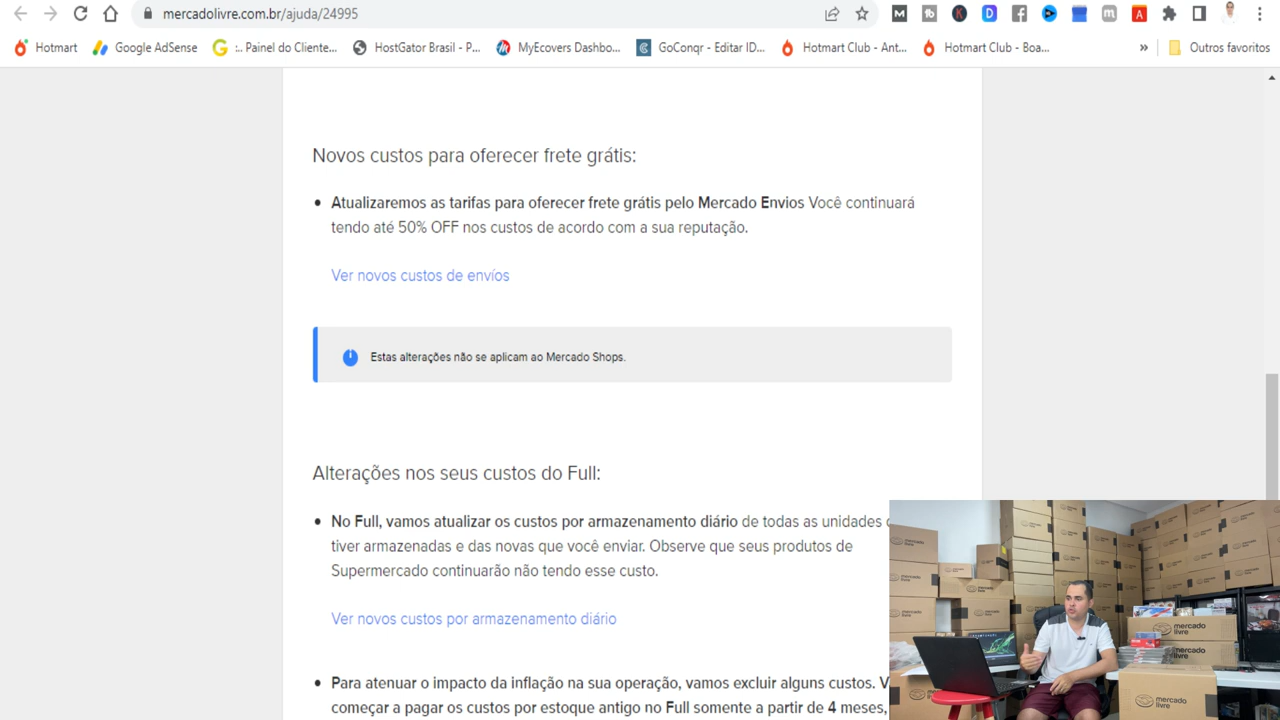 mercadolivre.com.br/ajuda/24995
Hotmart
Google AdSense
:. Painel do Cliente...
HostGator Brasil - P...
MyEcovers Dashbo...
GoConqr - Editar ID...
Hotmart Club - Ant...
Hotmart Club - Boa...
»
Outros favoritos
Novos custos para oferecer frete grátis:
• Atualizaremos as tarifas para oferecer frete grátis pelo Mercado Envios Você continuará
tendo até 50% OFF nos custos de acordo com a sua reputação.
Ver novos custos de envíos
Estas alterações não se aplicam ao Mercado Shops.
Alterações nos seus custos do Full:
• No Full, vamos atualizar os custos por armazenamento diário de todas as unidades
tiver armazenadas e das novas que você enviar. Observe que seus produtos de
Supermercado continuarão não tendo esse custo.
Ver novos custos por armazenamento diário
• Para atenuar o impacto da inflação na sua operação, vamos excluir alguns custos. V
começar a pagar os custos por estoque antigo no Full somente a partir de 4 meses,
mercado
livre
mercado
livre
mercado
livre